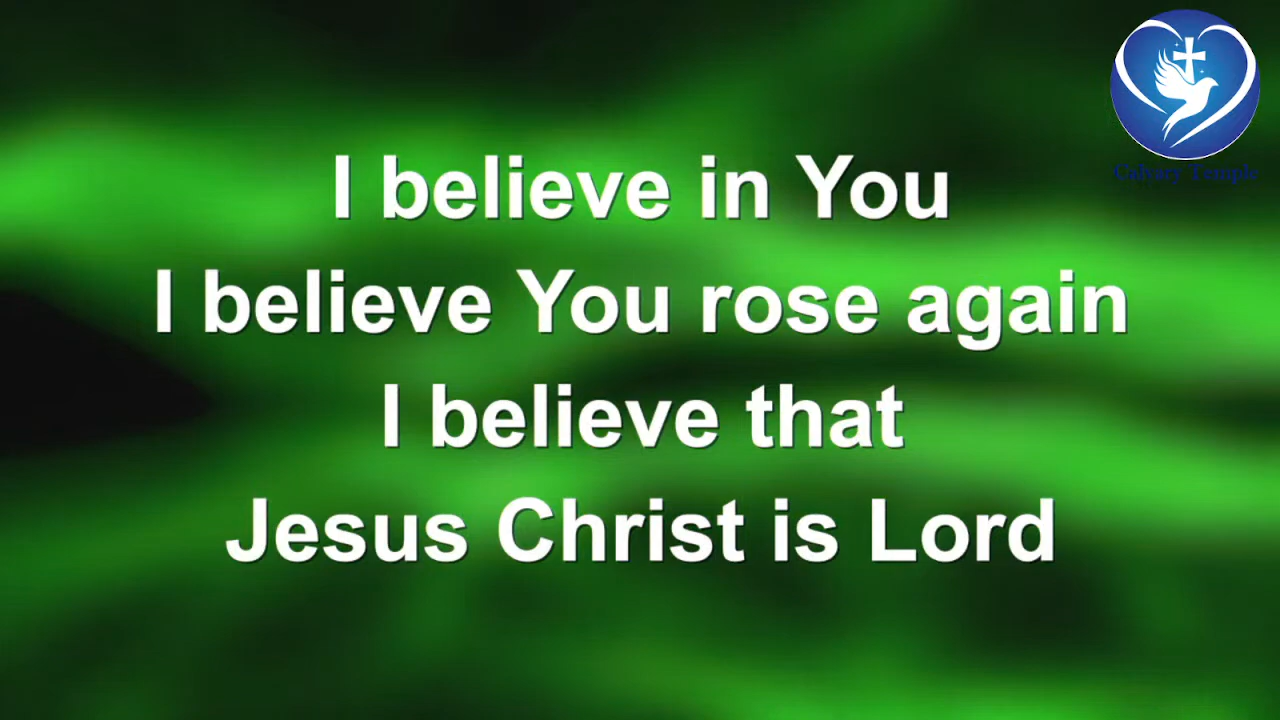 Calvary Temple
I believe in You
I believe You rose again
I believe that
Jesus Christ is Lord